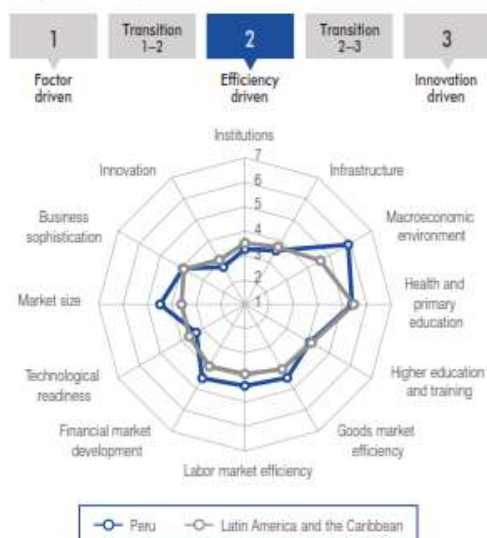 1
Transition
1–2
2
Transition
2–3
3
Factor
driven
Efficiency
driven
Innovation
driven
Institutions
7
Innovation
Infrastructure
6
5
Business
sophistication
Macroeconomic
environment
4
3
2
Market size
1
Health and
primary
education
Technological
readiness
Higher education
and training
Financial market
development
Goods market
efficiency
Labor market efficiency
Peru
Latin America and the Caribbean